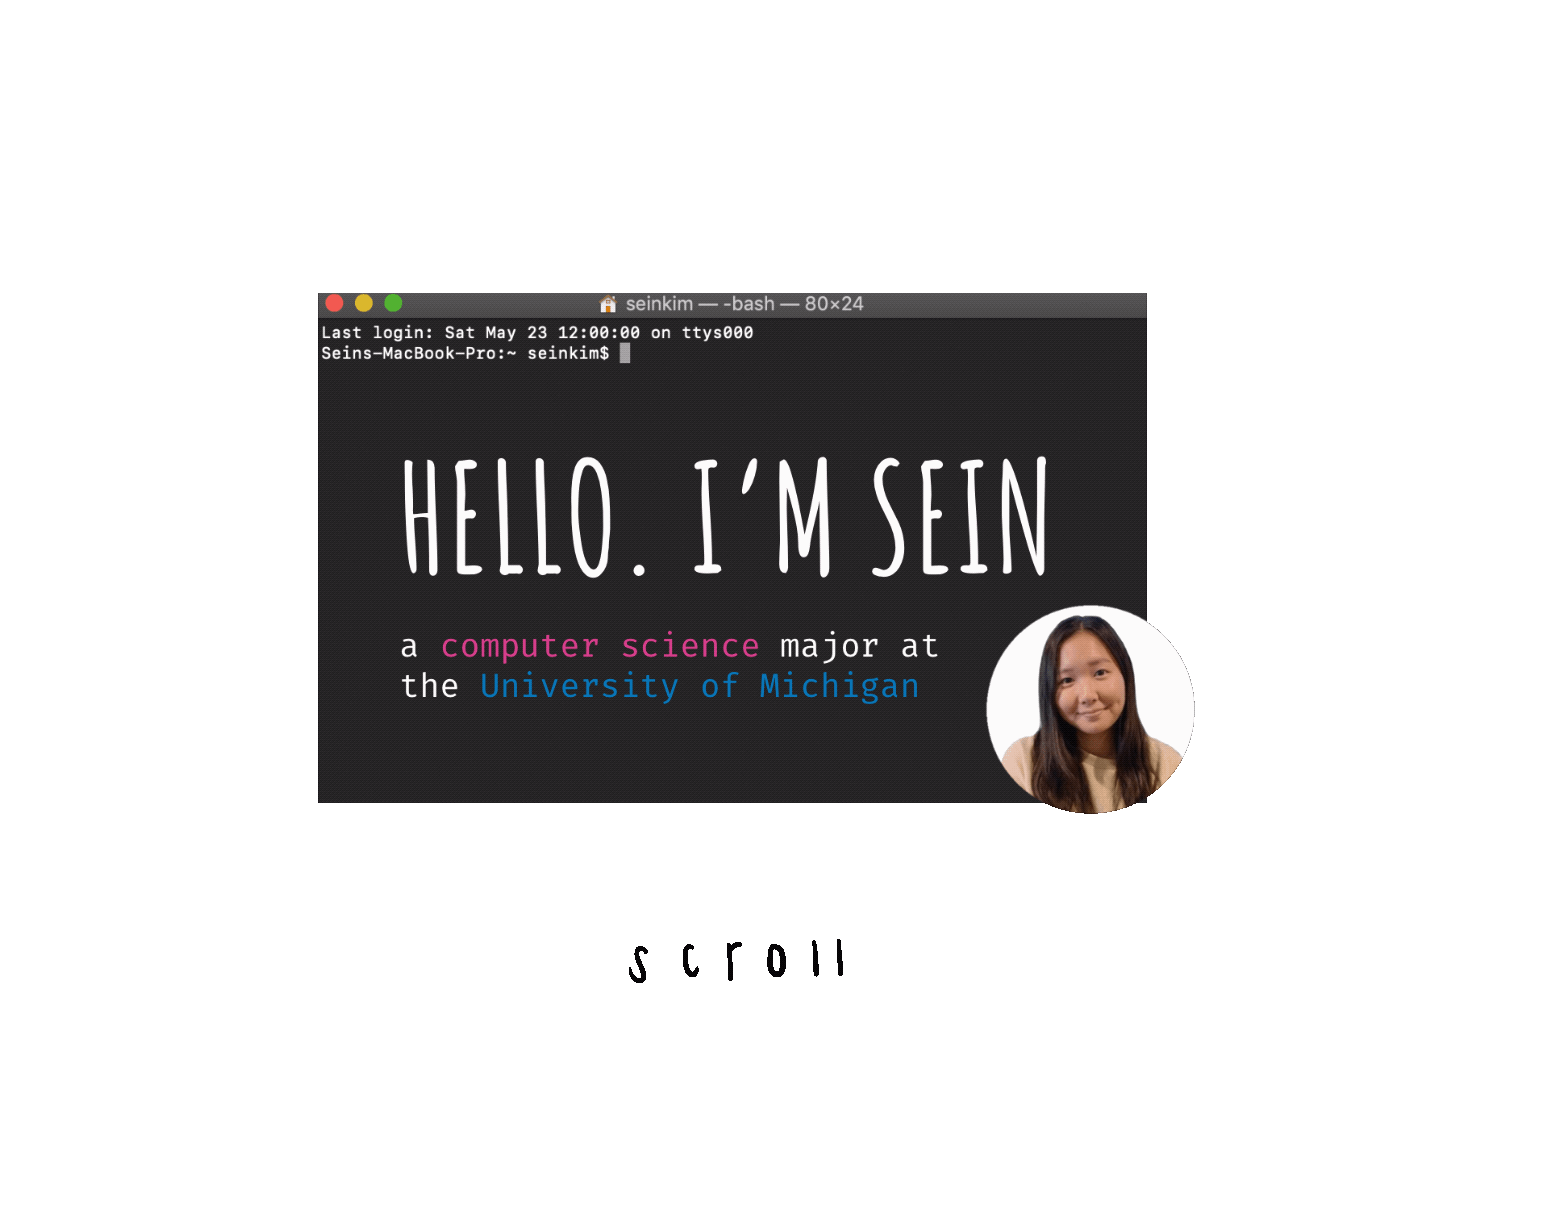 seinkim — -bash — 80×24
Last login: Sat May 23 12:00:00 on ttys000
Seins-MacBook-Pro:~ seinkim$
HELLO. I'M SEIN
a computer science major at
the University of Michigan
scroll